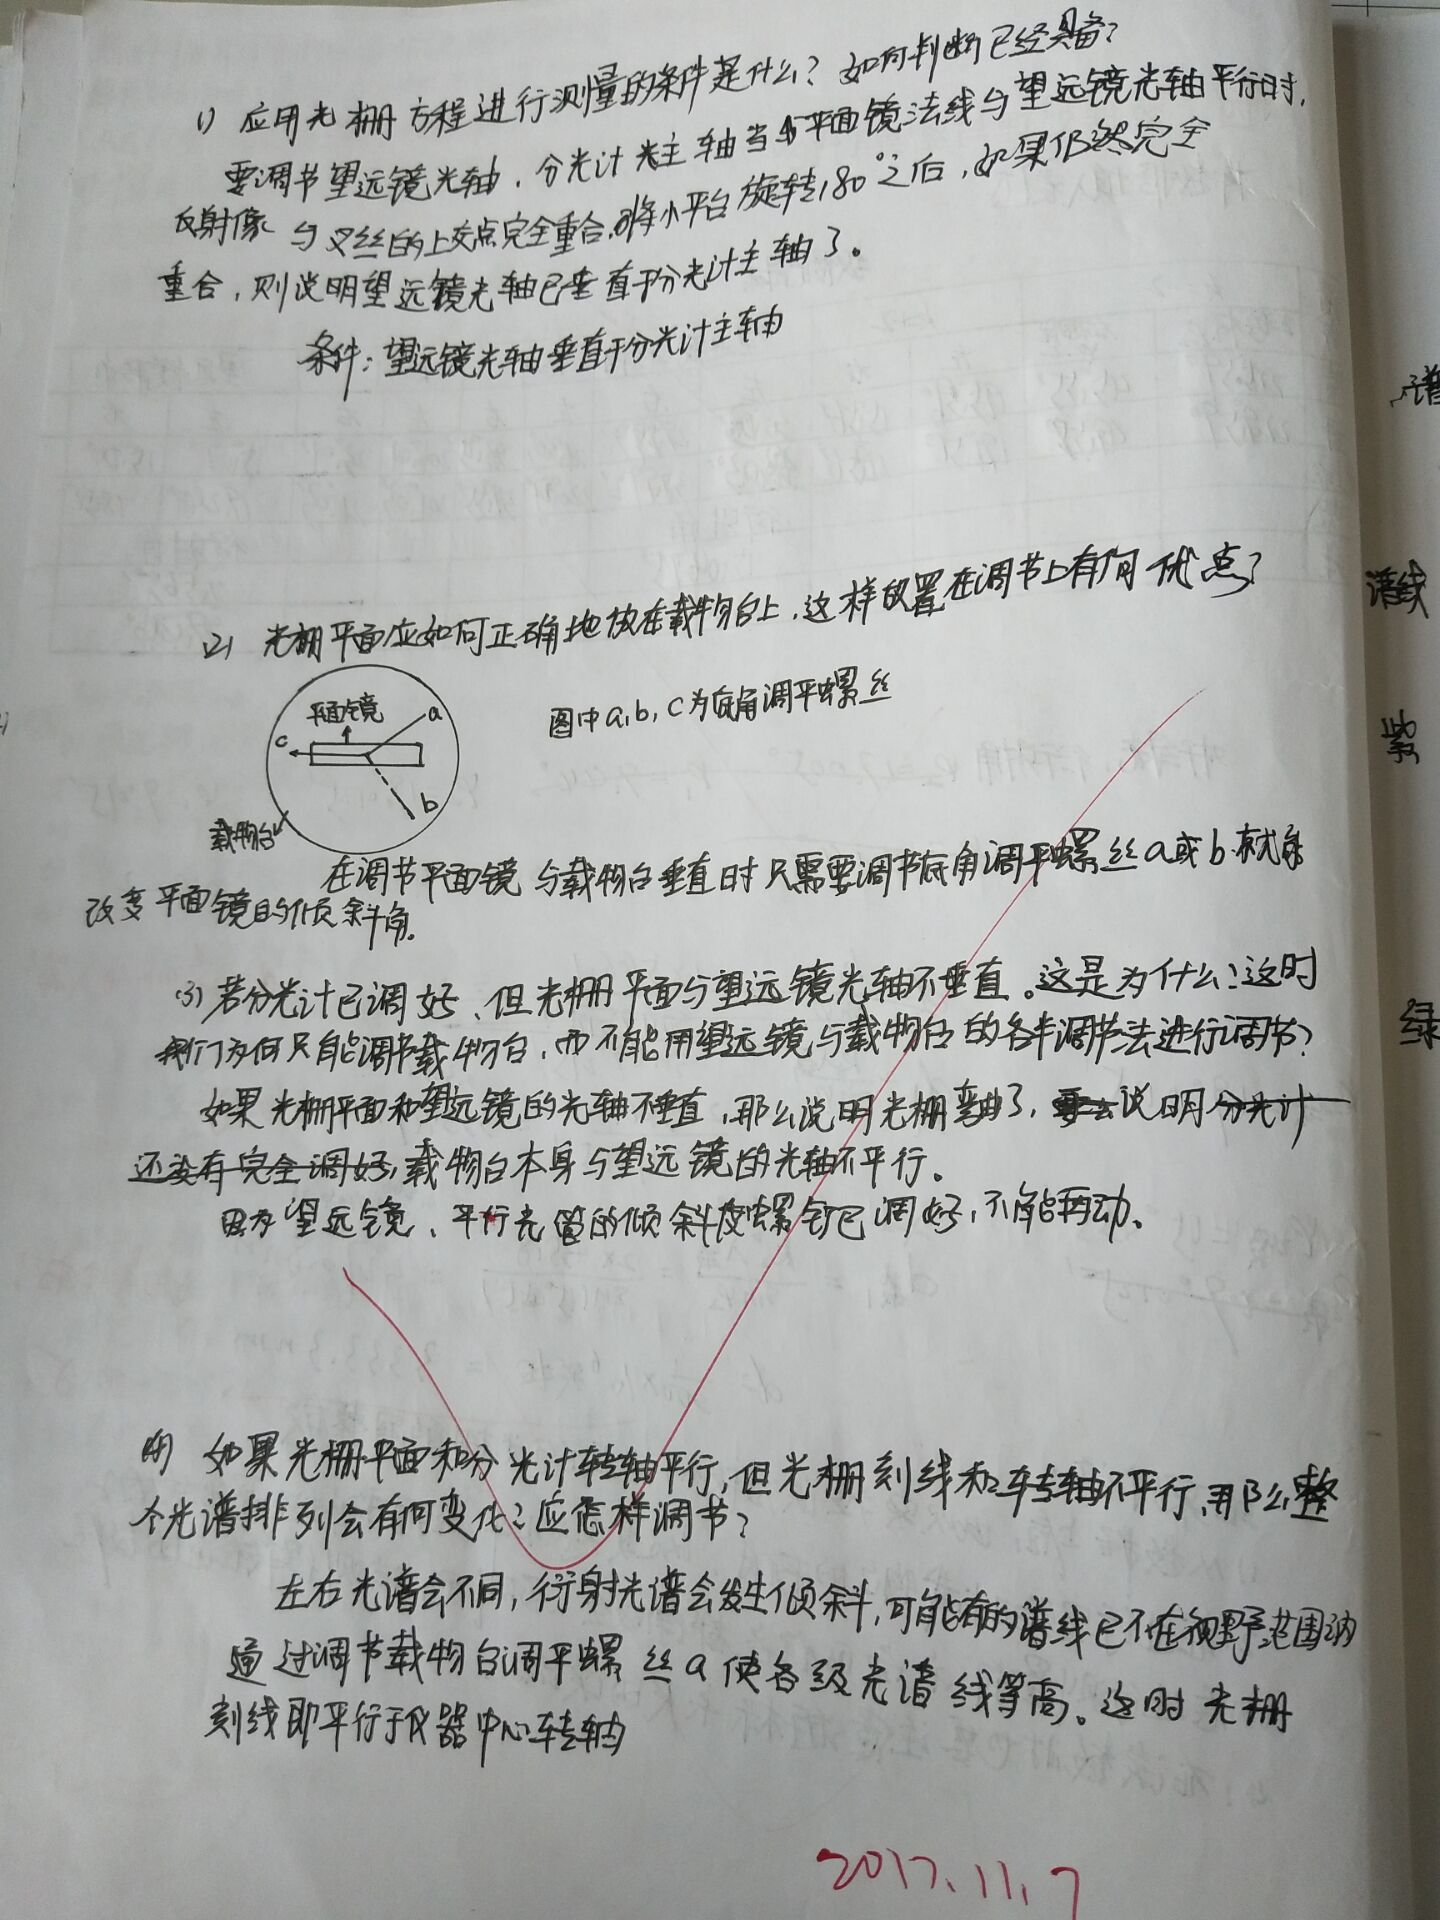 1) 应用光栅方程进行测量的条件是什么？如何判断已经具备？
要调节望远镜光轴，分光计主轴当平面镜法线与望远镜光轴平行时，
反射像与叉丝的上交点完全重合，将小平台旋转180°之后，如果仍然完全
重合，则说明望远镜光轴已垂直于分光计主轴了。
条件：望远镜光轴垂直于分光计主轴
(2) 光栅平面应如何正确地放在载物台上，这样放置在调节上有何优点？
平面镜
a
c
b
载物台
图中a, b, c为底角调平螺丝
在调节平面镜与载物台垂直时只需要调节底角调平螺丝a或b就能
改变平面镜的倾斜角。
(3) 若分光计已调好、但光栅平面与望远镜光轴不垂直。这是为什么？这时
我们为何只能调节载物台，而不能用望远镜与载物台的各半调节法进行调节？
如果光栅平面和望远镜的光轴不垂直，那么说明光栅弯曲了，要么说明分光计
还没有完全调好，载物台本身与望远镜的光轴不平行。
因为望远镜、平行光管的倾斜度螺钉已调好，不能再动。
(4) 如果光栅平面和分光计转轴平行，但光栅刻线和转轴不平行，那么整
个光谱排列会有何变化？应怎样调节？
左右光谱会不同，衍射光谱会发生倾斜，可能有的谱线已不在视野范围内
通过调节载物台调平螺丝a使各级光谱线等高。这时光栅
刻线即平行于仪器中心转轴
2017.11.7
谱
谱线
紫
绿